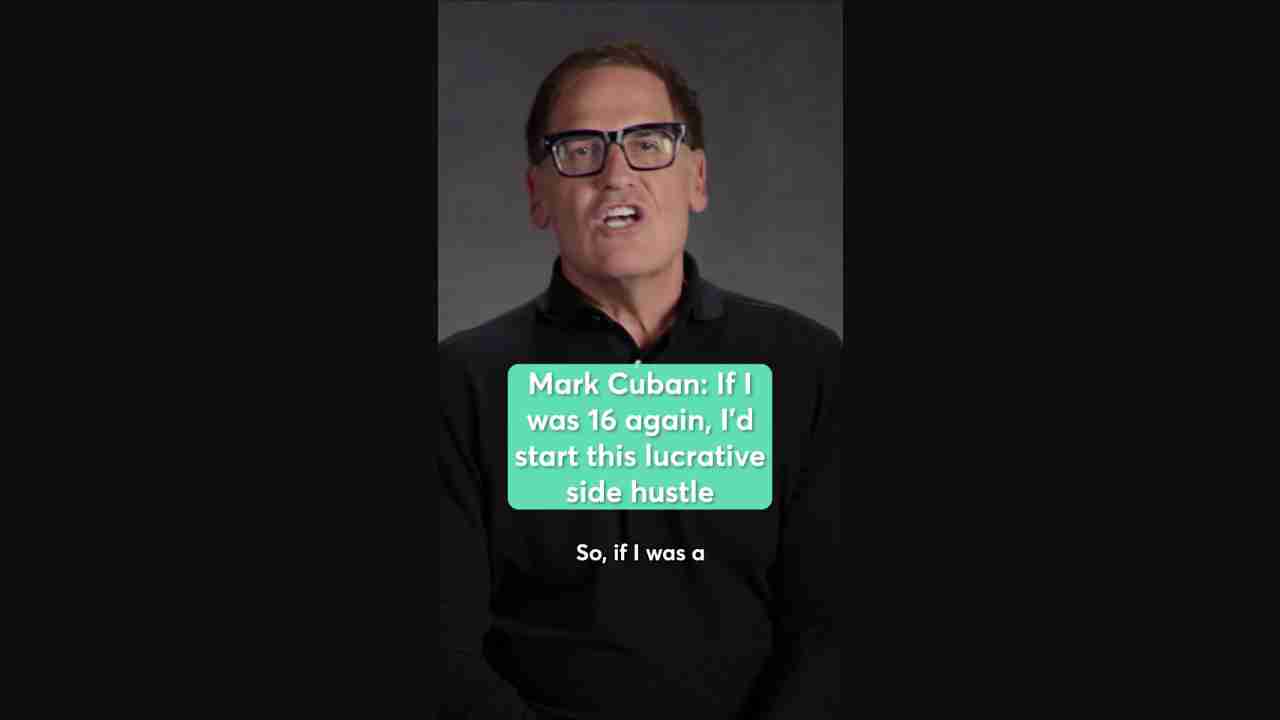 Mark Cuban: If I
was 16 again, I'd
start this lucrative
side hustle
So, if I was a